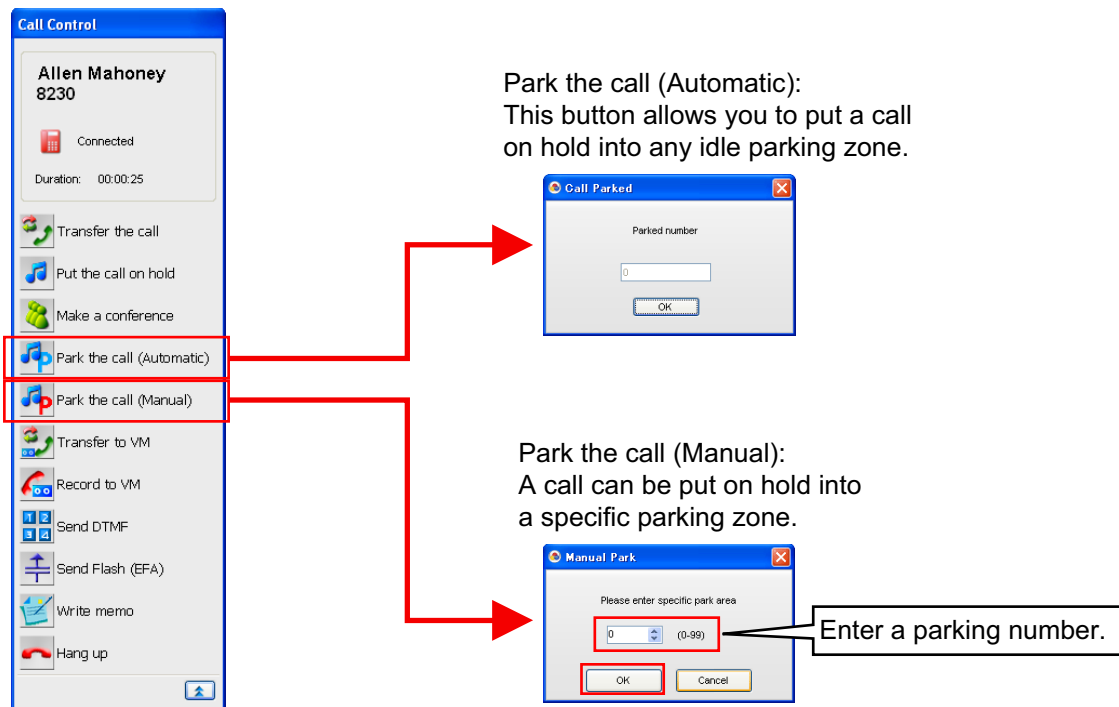 Call Control
Allen Mahoney
8230
Connected
Duration: 00:00:25
Transfer the call
Put the call on hold
Make a conference
Park the call (Automatic)
Park the call (Manual)
Transfer to VM
Record to VM
1 2
3 4
Send DTMF
Send Flash (EFA)
Write memo
Hang up
Park the call (Automatic):
This button allows you to put a call
on hold into any idle parking zone.
Call Parked
Parked number
0
OK
Park the call (Manual):
A call can be put on hold into
a specific parking zone.
Manual Park
Please enter specific park area
0 (0-99)
OK Cancel
Enter a parking number.